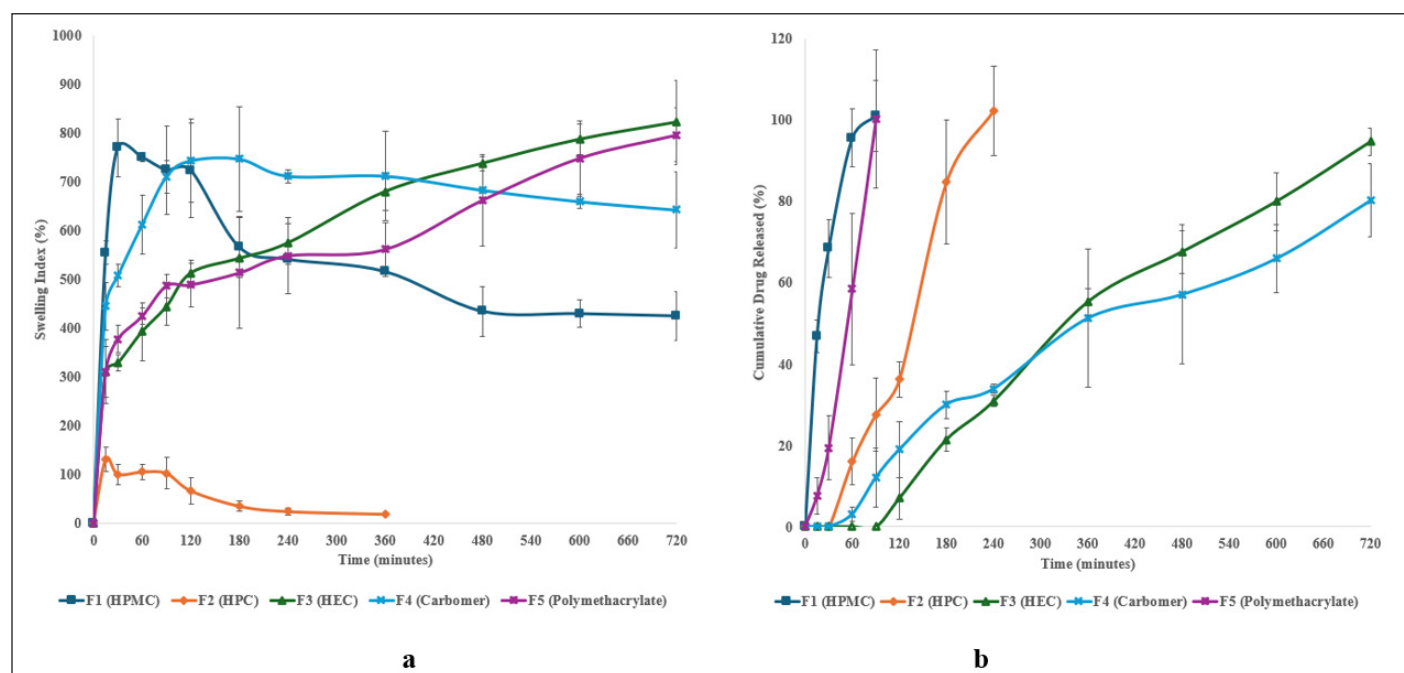 1000
900
800
700
600
500
400
300
200
100
0
Swelling Index (%)
0 60 120 180 240 300 360 420 480 540 600 660 720
Time (minutes)
F1 (HPMC) F2 (HPC) F3 (HEC) F4 (Carbomer) F5 (Polymethacrylate)
a
120
100
80
60
40
20
0
Cumulative Drug Released (%)
0 60 120 180 240 300 360 420 480 540 600 660 720
Time (minutes)
F1 (HPMC) F2 (HPC) F3 (HEC) F4 (Carbomer) F5 (Polymethacrylate)
b